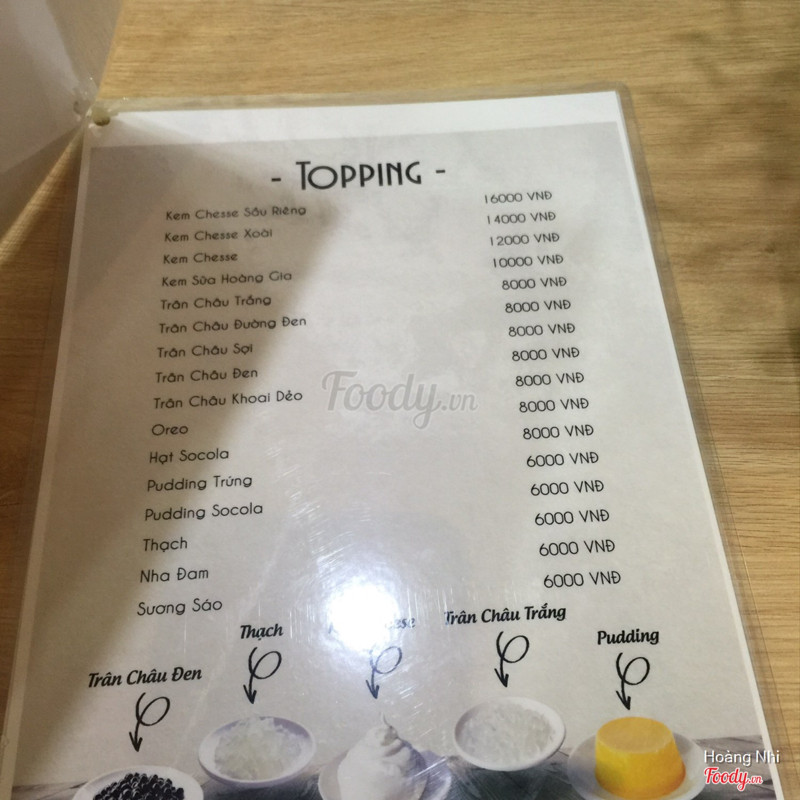 - TOPPING -
Kem Chesse Sầu Riêng 16000 VNĐ
Kem Chesse Xoài 14000 VNĐ
Kem Chesse 12000 VNĐ
Kem Sữa Hoàng Gia 10000 VNĐ
Trân Châu Trắng 8000 VNĐ
Trân Châu Đường Đen 8000 VNĐ
Trân Châu Sợi 8000 VNĐ
Trân Châu Đen 8000 VNĐ
Trân Châu Khoai Dẻo 8000 VNĐ
Oreo 8000 VNĐ
Hạt Socola 8000 VNĐ
Pudding Trứng 6000 VNĐ
Pudding Socola 6000 VNĐ
Thạch 6000 VNĐ
Nha Đam 6000 VNĐ
Sương Sáo 6000 VNĐ
Foody.vn
Trân Châu Đen
Thạch
Trân Châu Trắng
Pudding
Hoàng Nhi
Foody.vn